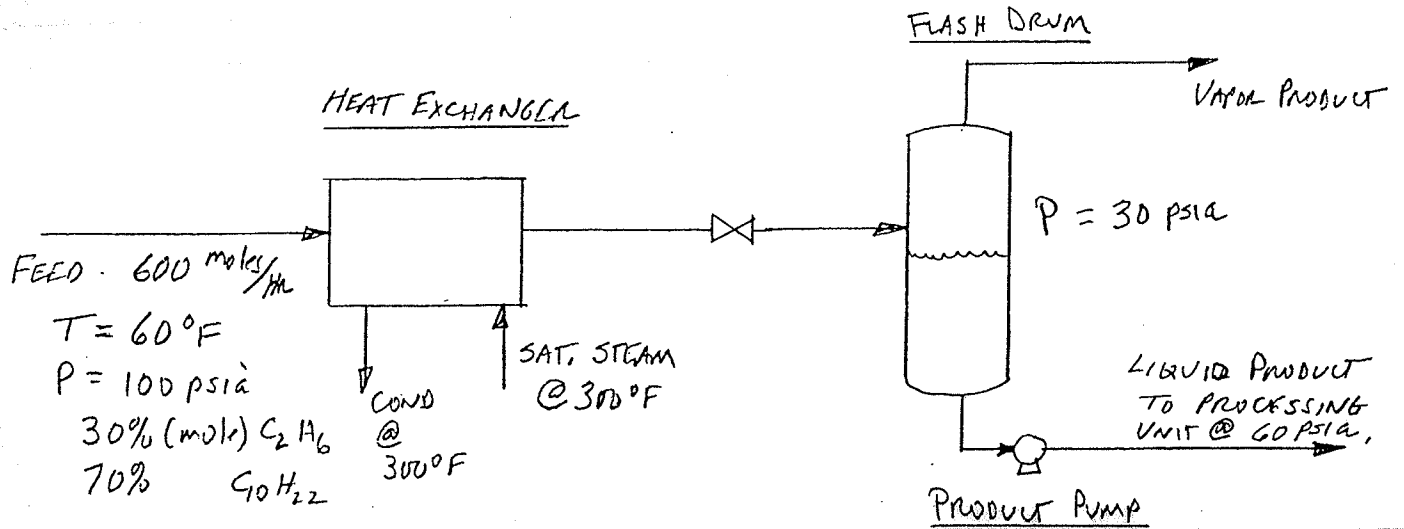 FLASH DRUM
VAPOR PRODUCT
HEAT EXCHANGER
P = 30 psia
FEED. 600 moles/HR
T = 60°F
P = 100 psia
30% (mole) C2H6
70% C10H22
SAT. STEAM
@ 300°F
COND
@
300°F
LIQUID PRODUCT
TO PROCESSING
UNIT @ 60 PSIA.
PRODUCT PUMP